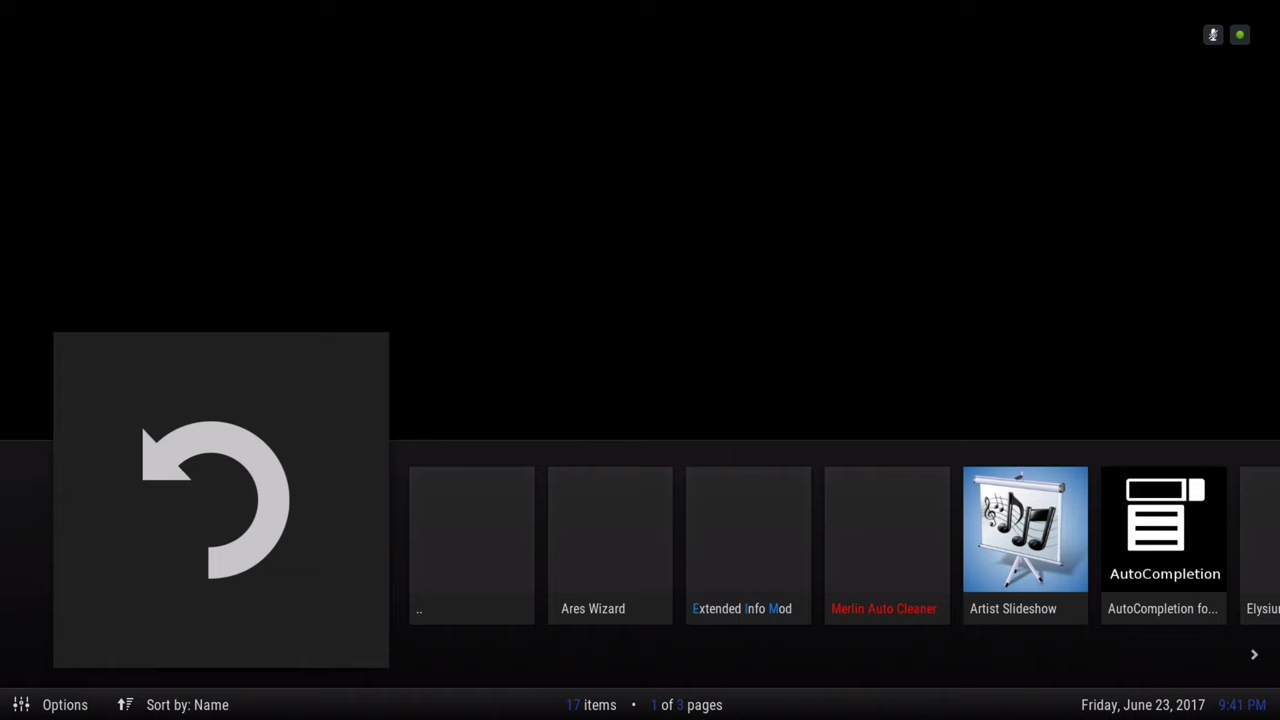 AutoCompletion
..
Ares Wizard
Extended Info Mod
Merlin Auto Cleaner
Artist Slideshow
AutoCompletion fo...
Elysiu
Options
Sort by: Name
17 items • 1 of 3 pages
Friday, June 23, 2017 9:41 PM